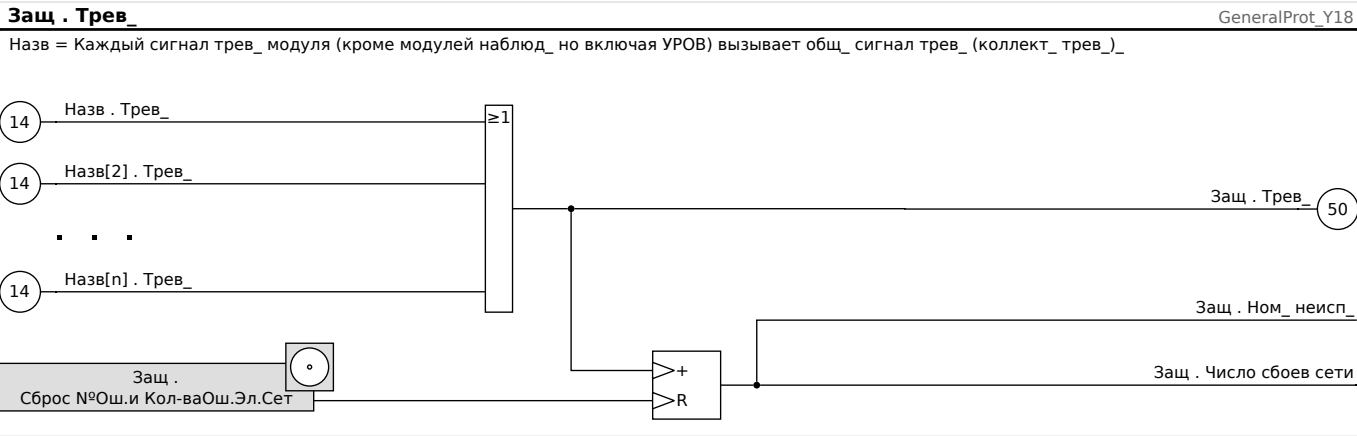 Защ . Трев_
GeneralProt_Y18
Назв = Каждый сигнал трев_ модуля (кроме модулей наблюд_ но включая УРОВ) вызывает общ_ сигнал трев_ (коллект_ трев_)_
14
Назв . Трев_
≥1
14
Назв[2] . Трев_
Защ . Трев_
50
. . .
14
Назв[n] . Трев_
Защ . Ном_ неисп_
Защ .
Сброс №Ош.и Кол-ваОш.Эл.Сет
+
R
Защ . Число сбоев сети